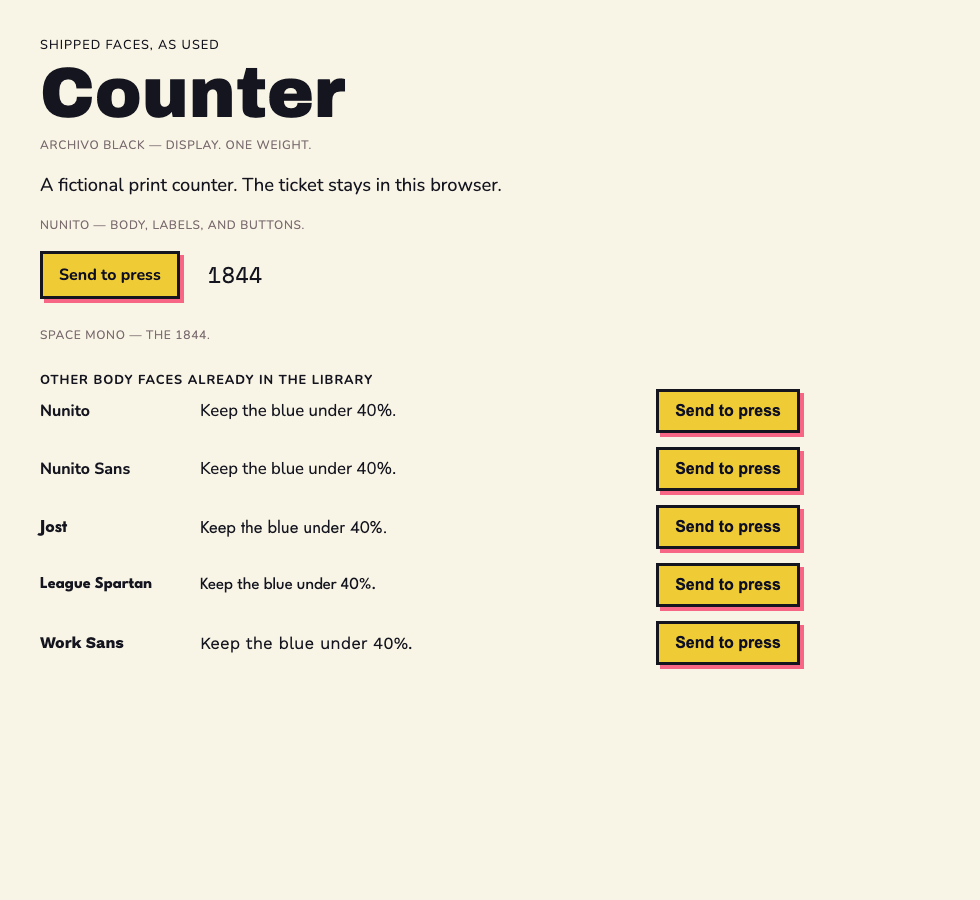 SHIPPED FACES, AS USED
Counter
ARCHIVO BLACK — DISPLAY. ONE WEIGHT.
A fictional print counter. The ticket stays in this browser.
NUNITO — BODY, LABELS, AND BUTTONS.
Send to press 1844
SPACE MONO — THE 1844.
OTHER BODY FACES ALREADY IN THE LIBRARY
Nunito Keep the blue under 40%. Send to press
Nunito Sans Keep the blue under 40%. Send to press
Jost Keep the blue under 40%. Send to press
League Spartan Keep the blue under 40%. Send to press
Work Sans Keep the blue under 40%. Send to press